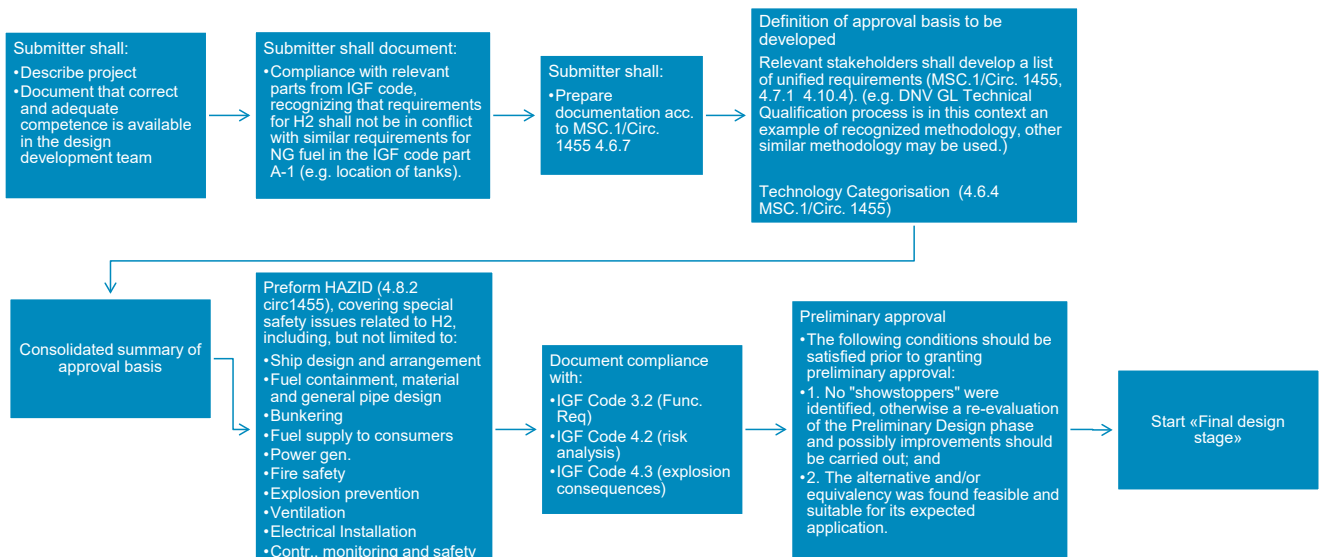 Submitter shall:
•Describe project
•Document that correct
and adequate
competence is available
in the design
development team
Submitter shall document:
•Compliance with relevant
parts from IGF code,
recognizing that requirements
for H2 shall not be in conflict
with similar requirements for
NG fuel in the IGF code part
A-1 (e.g. location of tanks).
Submitter shall:
•Prepare
documentation acc.
to MSC.1/Circ.
1455 4.6.7
Definition of approval basis to be
developed
Relevant stakeholders shall develop a list
of unified requirements (MSC.1/Circ. 1455,
4.7.1 4.10.4). (e.g. DNV GL Technical
Qualification process is in this context an
example of recognized methodology, other
similar methodology may be used.)
Technology Categorisation (4.6.4
MSC.1/Circ. 1455)
Consolidated summary of
approval basis
Preform HAZID (4.8.2
circ1455), covering special
safety issues related to H2,
including, but not limited to:
•Ship design and arrangement
•Fuel containment, material
and general pipe design
•Bunkering
•Fuel supply to consumers
•Power gen.
•Fire safety
•Explosion prevention
•Ventilation
•Electrical Installation
•Contr., monitoring and safety
Document compliance
with:
•IGF Code 3.2 (Func.
Req)
•IGF Code 4.2 (risk
analysis)
•IGF Code 4.3 (explosion
consequences)
Preliminary approval
•The following conditions should be
satisfied prior to granting
preliminary approval:
•1. No "showstoppers" were
identified, otherwise a re-evaluation
of the Preliminary Design phase
and possibly improvements should
be carried out; and
•2. The alternative and/or
equivalency was found feasible and
suitable for its expected
application.
Start «Final design
stage»